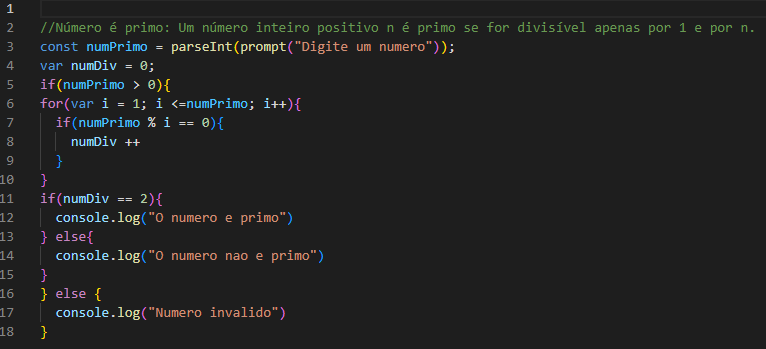 1
2 //Número é primo: Um número inteiro positivo n é primo se for divisível apenas por 1 e por n.
3 const numPrimo = parseInt(prompt("Digite um numero"));
4 var numDiv = 0;
5 if(numPrimo > 0){
6 for(var i = 1; i <=numPrimo; i++){
7   if(numPrimo % i == 0){
8     numDiv ++
9   }
10 }
11 if(numDiv == 2){
12   console.log("O numero e primo")
13 } else{
14   console.log("O numero nao e primo")
15 }
16 } else {
17   console.log("Numero invalido")
18 }